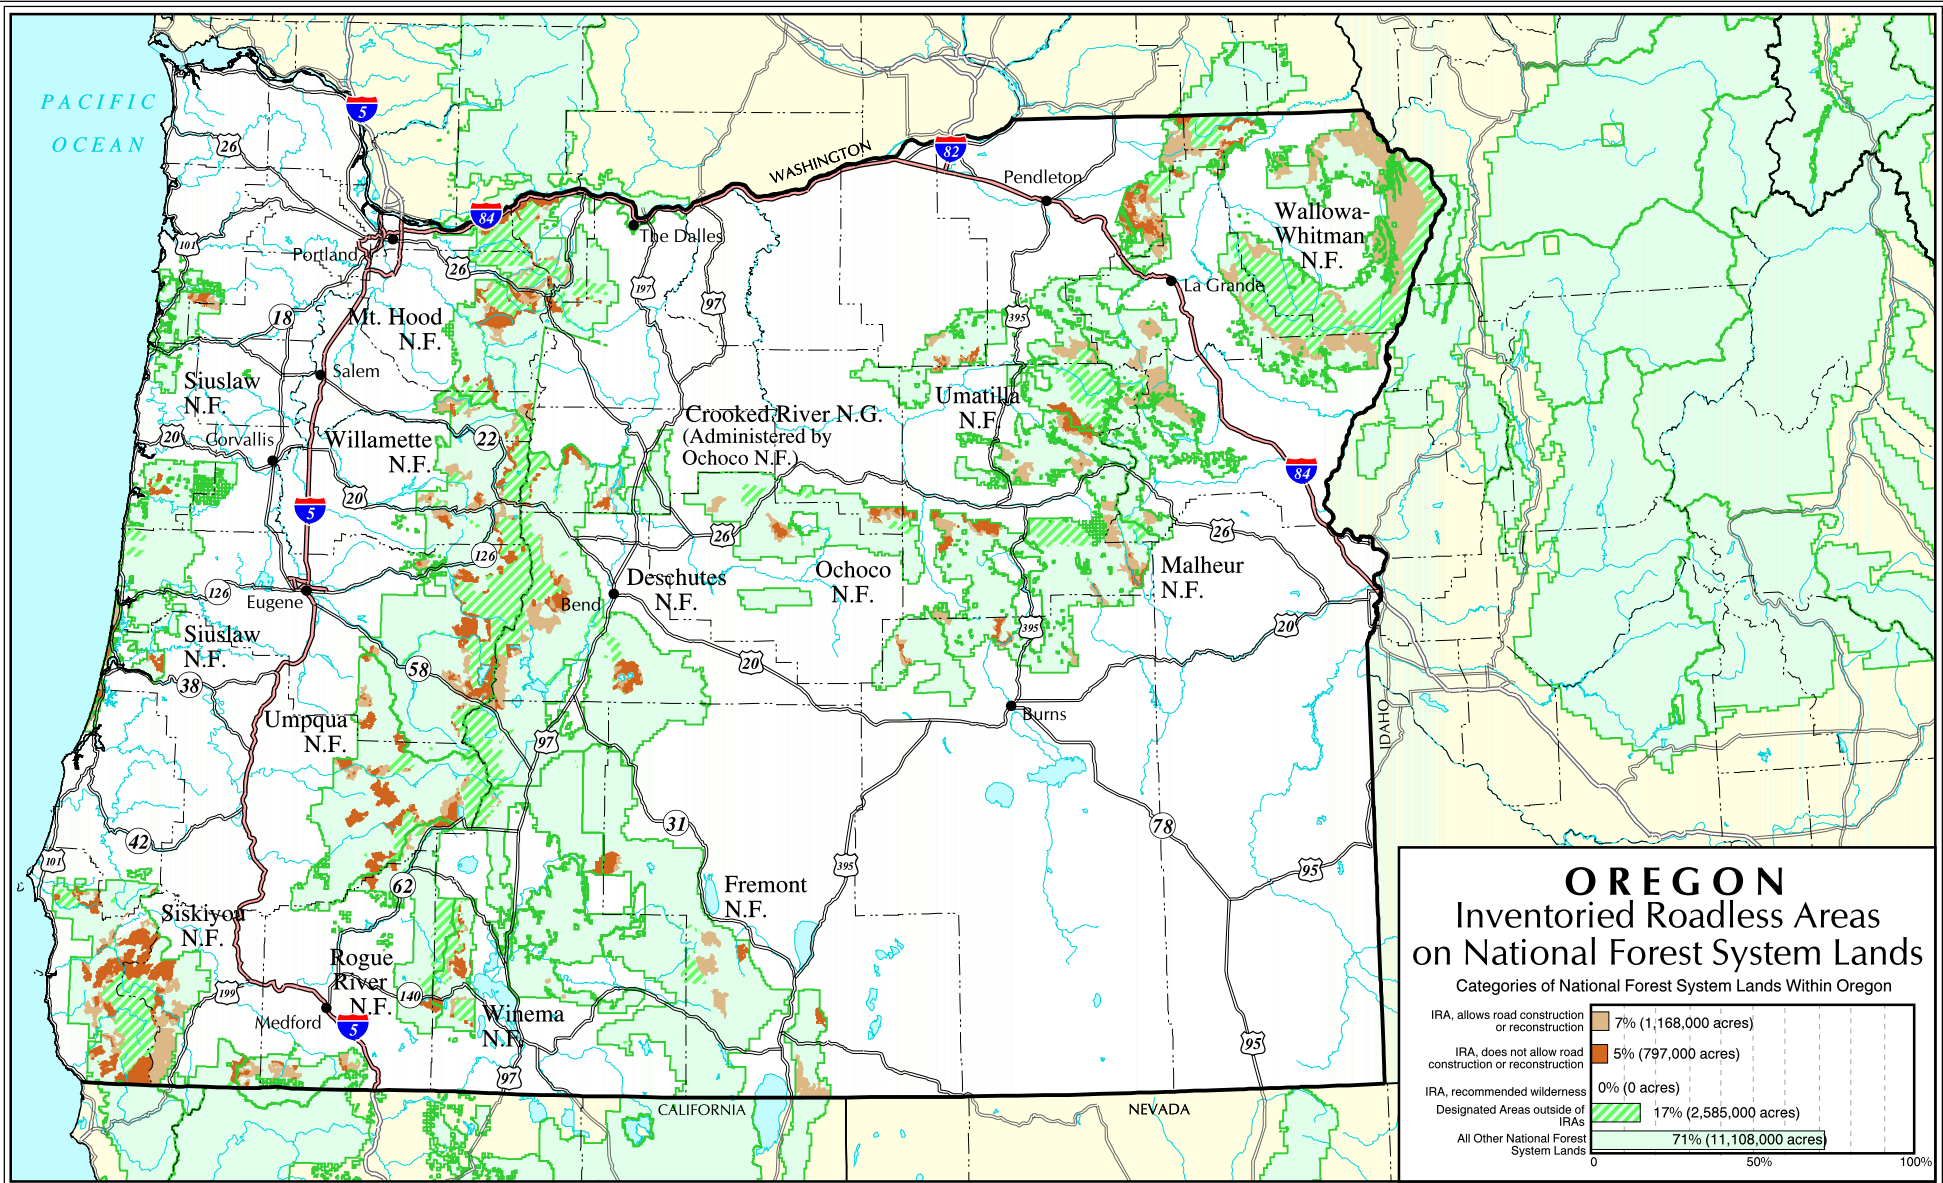 PACIFIC
OCEAN
5
26
82
WASHINGTON
Pendleton
84
101
The Dalles
Portland
26
197
97
Wallowa-
Whitman
N.F.
La Grande
18
Mt. Hood
N.F.
395
Salem
Siuslaw
N.F.
Umatilla
N.F.
Crooked River N.G.
(Administered by
Ochoco N.F.)
20
Corvallis
Willamette
N.F.
22
84
20
5
26
26
126
Ochoco
N.F.
Malheur
N.F.
Deschutes
N.F.
126
Eugene
Bend
395
20
Siuslaw
N.F.
58
20
38
Umpqua
N.F.
Burns
IDAHO
97
42
31
78
101
395
95
62
Fremont
N.F.
Siskiyou
N.F.
Rogue
River
N.F.
199
140
Medford
5
Winema
N.F.
95
97
CALIFORNIA
NEVADA
OREGON
Inventoried Roadless Areas
on National Forest System Lands
Categories of National Forest System Lands Within Oregon
IRA, allows road construction
or reconstruction
7% (1,168,000 acres)
IRA, does not allow road
construction or reconstruction
5% (797,000 acres)
IRA, recommended wilderness
0% (0 acres)
Designated Areas outside of
IRAs
17% (2,585,000 acres)
All Other National Forest
System Lands
71% (11,108,000 acres)
0 50% 100%